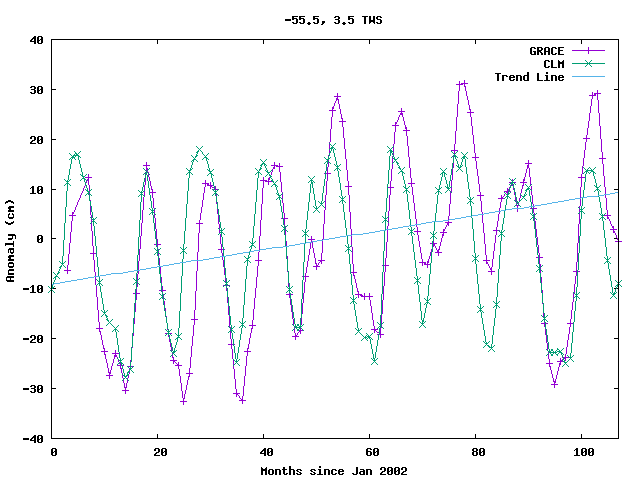 -55.5, 3.5 TWS
GRACE
CLM
Trend Line
40
30
20
10
0
-10
-20
-30
-40
Anomaly (cm)
0 20 40 60 80 100
Months since Jan 2002